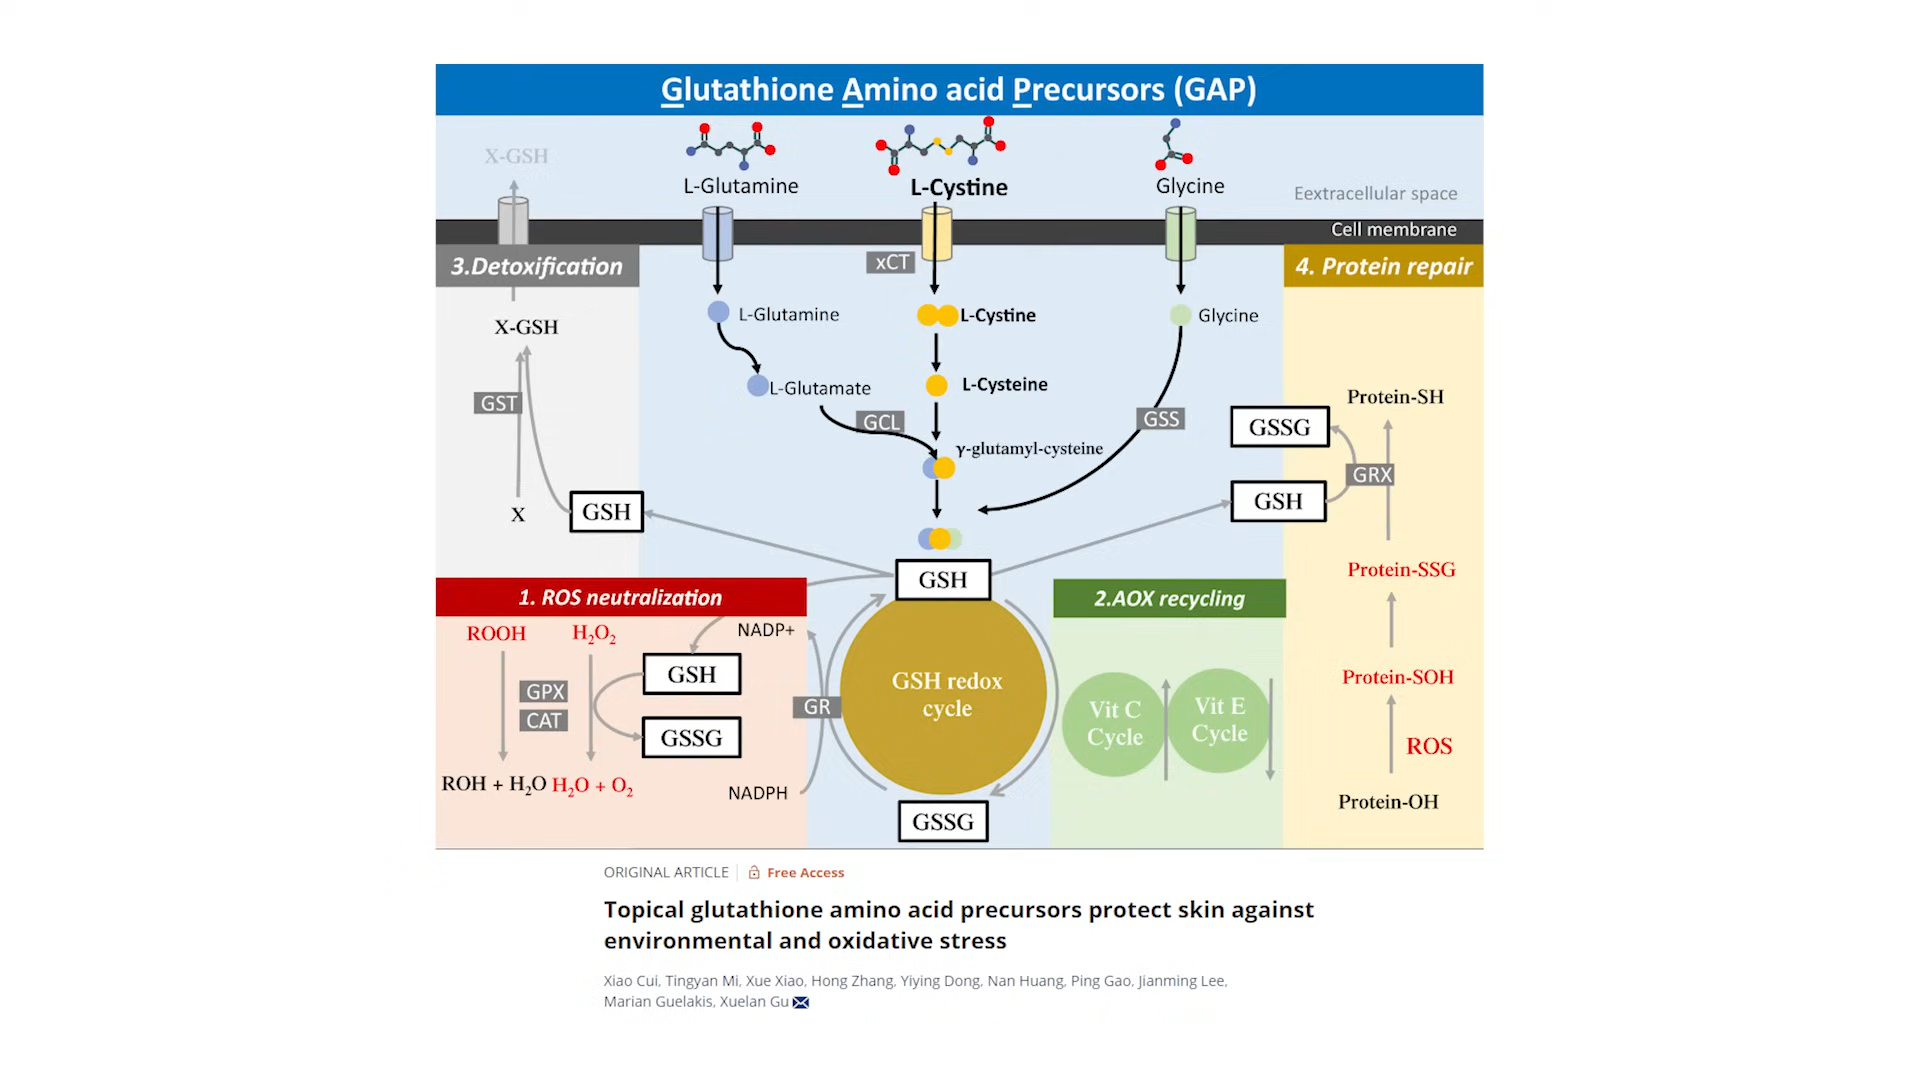 Glutathione Amino acid Precursors (GAP)
X-GSH
L-Glutamine
L-Cystine
Glycine
Eextracellular space
Cell membrane
3.Detoxification
xCT
4. Protein repair
X-GSH
L-Glutamine
L-Cystine
Glycine
GST
L-Glutamate
L-Cysteine
Protein-SH
GCL
GSS
GSSG
γ-glutamyl-cysteine
GRX
X
GSH
GSH
GSH
Protein-SSG
1. ROS neutralization
2.AOX recycling
ROOH
H₂O₂
NADP+
GSH
GSH redox
cycle
Protein-SOH
GPX
CAT
GR
Vit C
Cycle
Vit E
Cycle
GSSG
ROS
ROH + H₂O
H₂O + O₂
NADPH
GSSG
Protein-OH
ORIGINAL ARTICLE
Free Access
Topical glutathione amino acid precursors protect skin against
environmental and oxidative stress
Xiao Cui, Tingyan Mi, Xue Xiao, Hong Zhang, Yiying Dong, Nan Huang, Ping Gao, Jianming Lee,
Marian Guelakis, Xuelan Gu